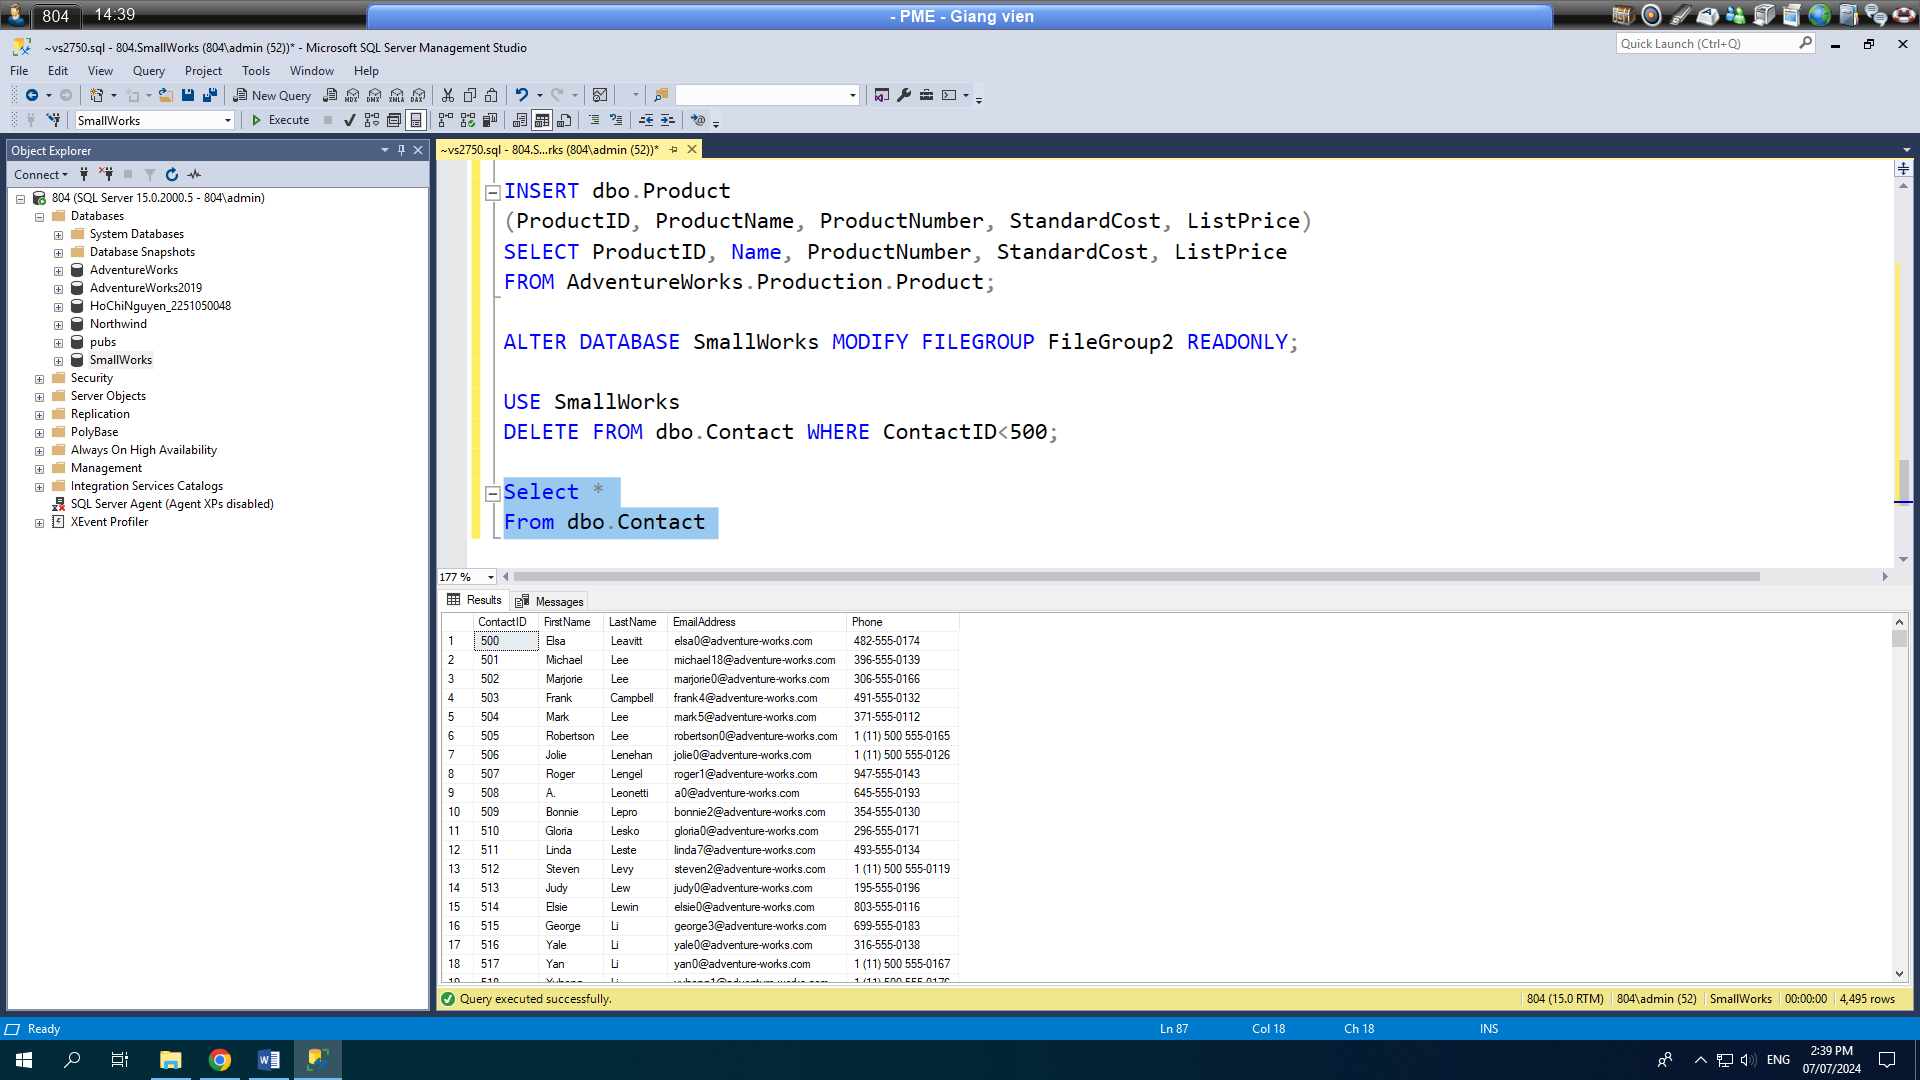 804 14:39 - PME - Giang vien
~vs2750.sql - 804.SmallWorks (804\admin (52))* - Microsoft SQL Server Management Studio
Quick Launch (Ctrl+Q)
File Edit View Query Project Tools Window Help
New Query MDX DMX XMLA DAX
SmallWorks Execute
Object Explorer
Connect
804 (SQL Server 15.0.2000.5 - 804\admin)
Databases
System Databases
Database Snapshots
AdventureWorks
AdventureWorks2019
HoChiNguyen_2251050048
Northwind
pubs
SmallWorks
Security
Server Objects
Replication
PolyBase
Always On High Availability
Management
Integration Services Catalogs
SQL Server Agent (Agent XPs disabled)
XEvent Profiler
~vs2750.sql - 804.S...rks (804\admin (52))*
INSERT dbo.Product
(ProductID, ProductName, ProductNumber, StandardCost, ListPrice)
SELECT ProductID, Name, ProductNumber, StandardCost, ListPrice
FROM AdventureWorks.Production.Product;
ALTER DATABASE SmallWorks MODIFY FILEGROUP FileGroup2 READONLY;
USE SmallWorks
DELETE FROM dbo.Contact WHERE ContactID<500;
Select *
From dbo.Contact
177 %
Results Messages
ContactID FirstName LastName EmailAddress Phone
1 500 Elsa Leavitt elsa0@adventure-works.com 482-555-0174
2 501 Michael Lee michael18@adventure-works.com 396-555-0139
3 502 Marjorie Lee marjorie0@adventure-works.com 306-555-0166
4 503 Frank Campbell frank4@adventure-works.com 491-555-0132
5 504 Mark Lee mark5@adventure-works.com 371-555-0112
6 505 Robertson Lee robertson0@adventure-works.com 1 (11) 500 555-0165
7 506 Jolie Lenehan jolie0@adventure-works.com 1 (11) 500 555-0126
8 507 Roger Lengel roger1@adventure-works.com 947-555-0143
9 508 A. Leonetti a0@adventure-works.com 645-555-0193
10 509 Bonnie Lepro bonnie2@adventure-works.com 354-555-0130
11 510 Gloria Lesko gloria0@adventure-works.com 296-555-0171
12 511 Linda Leste linda7@adventure-works.com 493-555-0134
13 512 Steven Levy steven2@adventure-works.com 1 (11) 500 555-0119
14 513 Judy Lew judy0@adventure-works.com 195-555-0196
15 514 Elsie Lewin elsie0@adventure-works.com 803-555-0116
16 515 George Li george3@adventure-works.com 699-555-0183
17 516 Yale Li yale0@adventure-works.com 316-555-0138
18 517 Yan Li yan0@adventure-works.com 1 (11) 500 555-0167
Query executed successfully. 804 (15.0 RTM) 804\admin (52) SmallWorks 00:00:00 4,495 rows
Ready Ln 87 Col 18 Ch 18 INS
ENG 2:39 PM
07/07/2024